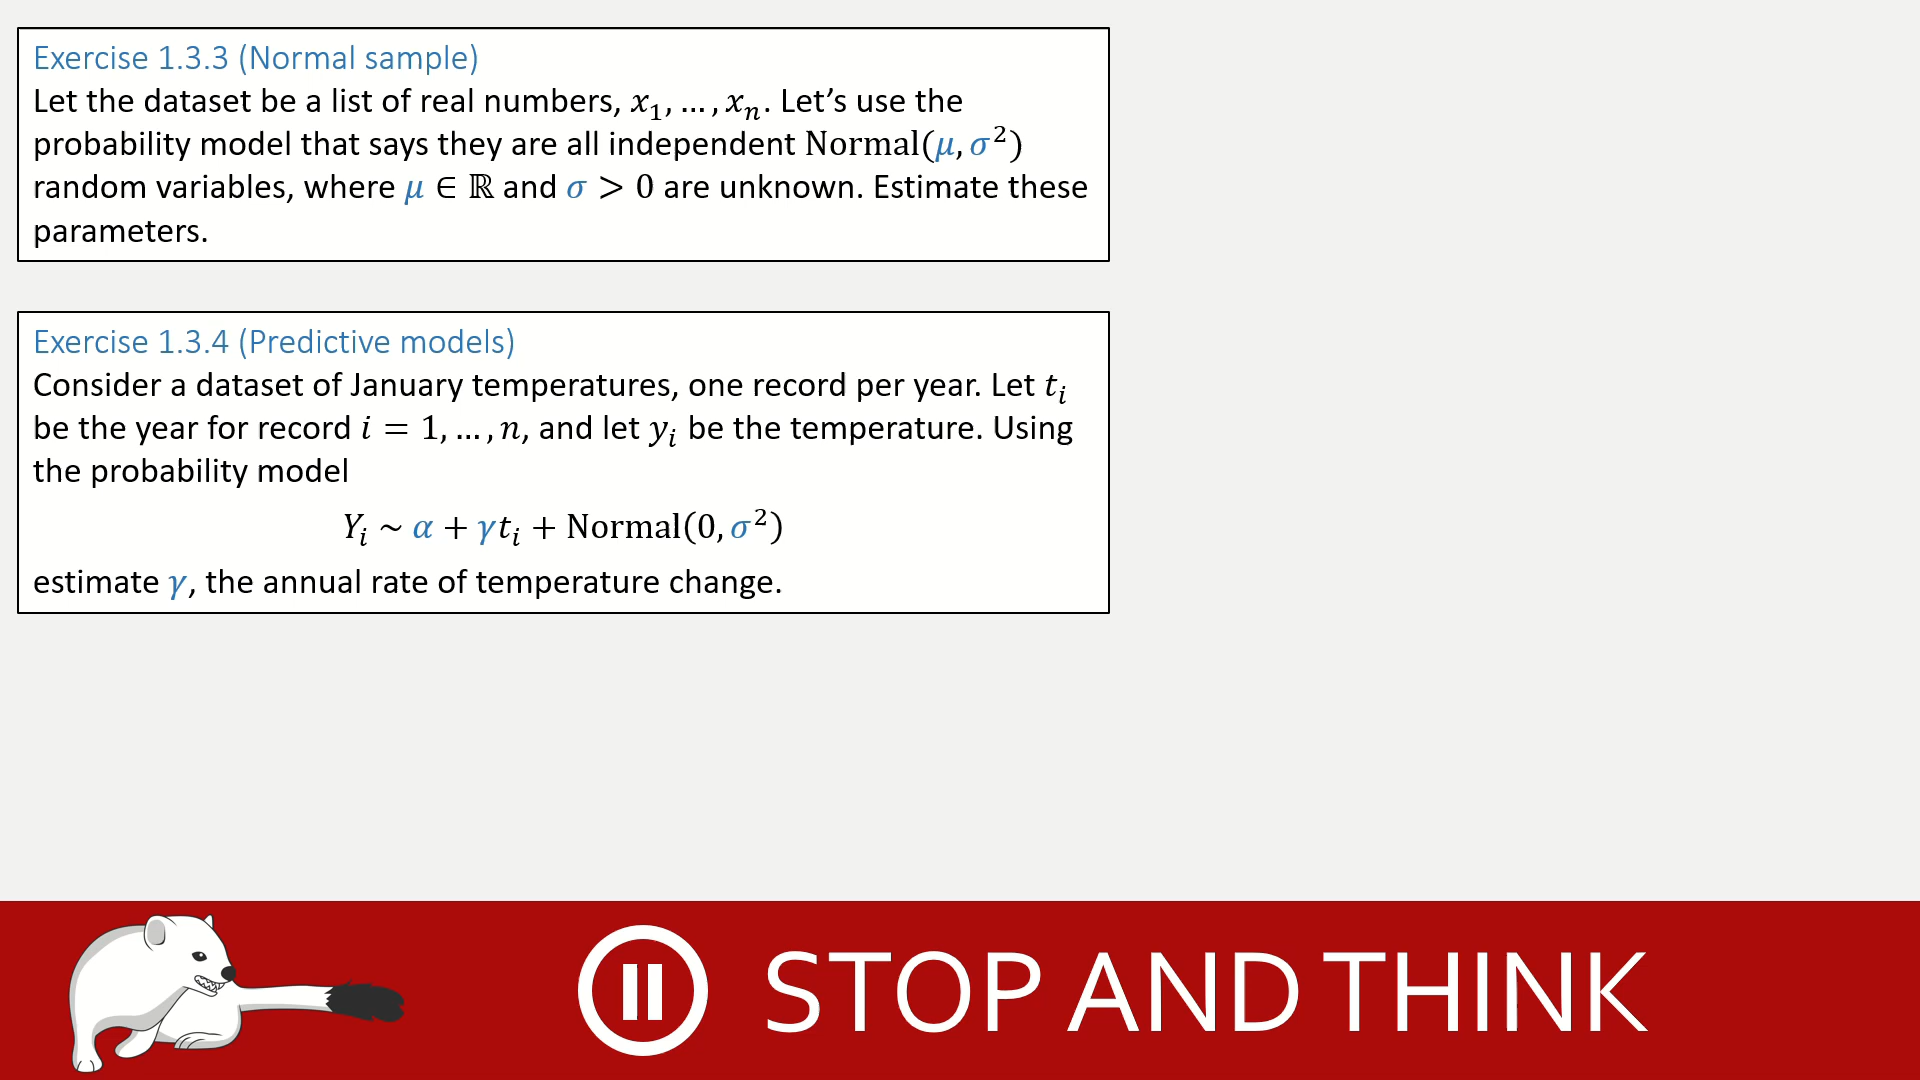 Exercise 1.3.3 (Normal sample)
Let the dataset be a list of real numbers, x₁, … , xₙ. Let’s use the
probability model that says they are all independent Normal(μ, σ²)
random variables, where μ ∈ ℝ and σ > 0 are unknown. Estimate these
parameters.
Exercise 1.3.4 (Predictive models)
Consider a dataset of January temperatures, one record per year. Let tᵢ
be the year for record i = 1, … , n, and let yᵢ be the temperature. Using
the probability model
Yᵢ ~ α + γtᵢ + Normal(0, σ²)
estimate γ, the annual rate of temperature change.
STOP AND THINK